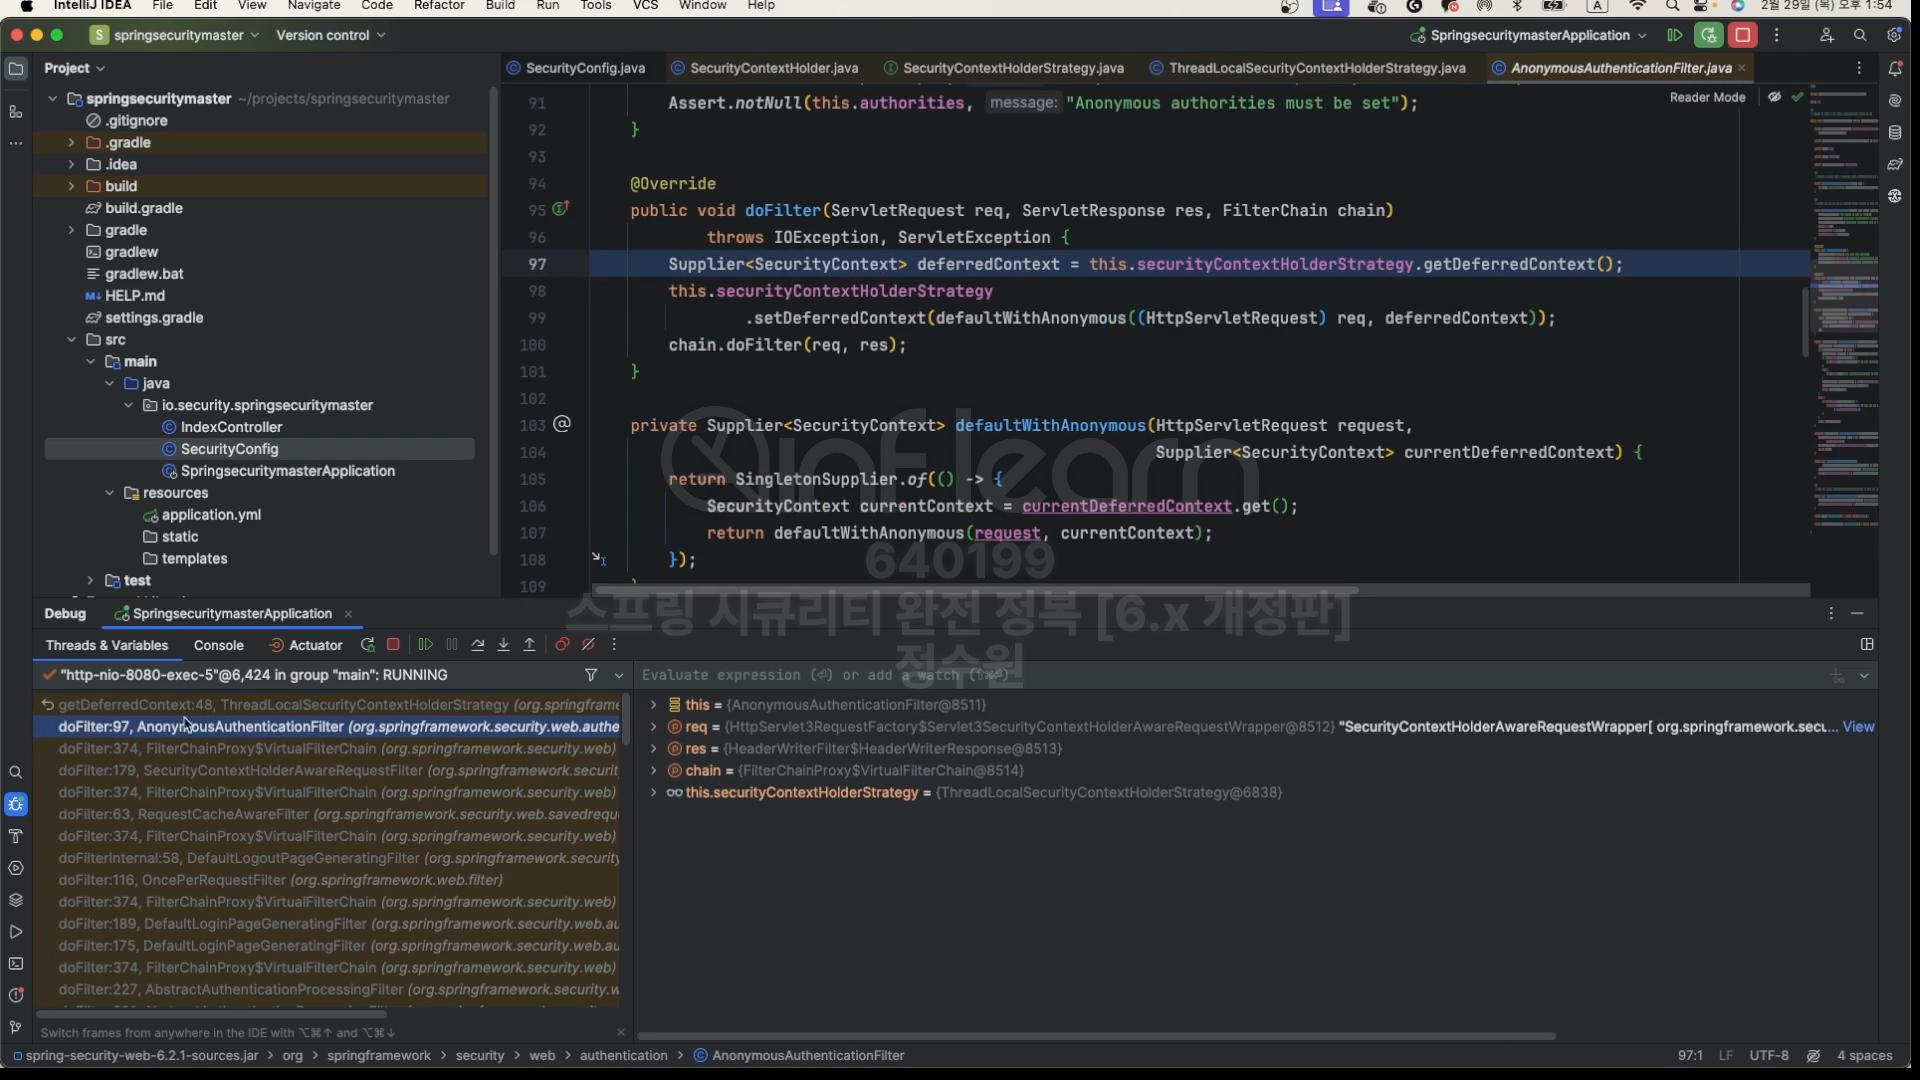 IntelliJ IDEA File Edit View Navigate Code Refactor Build Run Tools VCS Window Help A 2월 29일 (목) 오후 1:54
S springsecuritymaster Version control SpringsecuritymasterApplication
Project
SecurityConfig.java SecurityContextHolder.java SecurityContextHolderStrategy.java ThreadLocalSecurityContextHolderStrategy.java AnonymousAuthenticationFilter.java
Reader Mode
springsecuritymaster ~/projects/springsecuritymaster
.gitignore
.gradle
.idea
build
build.gradle
gradle
gradlew
gradlew.bat
HELP.md
settings.gradle
src
main
java
io.security.springsecuritymaster
IndexController
SecurityConfig
SpringsecuritymasterApplication
resources
application.yml
static
templates
test
91 Assert.notNull(this.authorities, message: "Anonymous authorities must be set");
92 }
93
94 @Override
95 public void doFilter(ServletRequest req, ServletResponse res, FilterChain chain)
96 throws IOException, ServletException {
97 Supplier<SecurityContext> deferredContext = this.securityContextHolderStrategy.getDeferredContext();
98 this.securityContextHolderStrategy
99 .setDeferredContext(defaultWithAnonymous((HttpServletRequest) req, deferredContext));
100 chain.doFilter(req, res);
101 }
102
103 private Supplier<SecurityContext> defaultWithAnonymous(HttpServletRequest request,
104 Supplier<SecurityContext> currentDeferredContext) {
105 return SingletonSupplier.of(() -> {
106 SecurityContext currentContext = currentDeferredContext.get();
107 return defaultWithAnonymous(request, currentContext);
108 });
109
inflearn
640199
스프링 시큐리티 완전 정복 [6.x 개정판]
정수원
Debug SpringsecuritymasterApplication
Threads & Variables Console Actuator
"http-nio-8080-exec-5"@6,424 in group "main": RUNNING
getDeferredContext:48, ThreadLocalSecurityContextHolderStrategy (org.springframe
doFilter:97, AnonymousAuthenticationFilter (org.springframework.security.web.authe
doFilter:374, FilterChainProxy$VirtualFilterChain (org.springframework.security.web)
doFilter:179, SecurityContextHolderAwareRequestFilter (org.springframework.securit
doFilter:374, FilterChainProxy$VirtualFilterChain (org.springframework.security.web)
doFilter:63, RequestCacheAwareFilter (org.springframework.security.web.savedreque
doFilter:374, FilterChainProxy$VirtualFilterChain (org.springframework.security.web)
doFilterInternal:58, DefaultLogoutPageGeneratingFilter (org.springframework.security
doFilter:116, OncePerRequestFilter (org.springframework.web.filter)
doFilter:374, FilterChainProxy$VirtualFilterChain (org.springframework.security.web)
doFilter:189, DefaultLoginPageGeneratingFilter (org.springframework.security.web.au
doFilter:175, DefaultLoginPageGeneratingFilter (org.springframework.security.web.au
doFilter:374, FilterChainProxy$VirtualFilterChain (org.springframework.security.web)
doFilter:227, AbstractAuthenticationProcessingFilter (org.springframework.security.w
Switch frames from anywhere in the IDE with ⌥⌘↑ and ⌥⌘↓
Evaluate expression (⏎) or add a watch (⇧⌘⏎)
this = {AnonymousAuthenticationFilter@8511}
req = {HttpServlet3RequestFactory$Servlet3SecurityContextHolderAwareRequestWrapper@8512} "SecurityContextHolderAwareRequestWrapper[ org.springframework.secu... View
res = {HeaderWriterFilter$HeaderWriterResponse@8513}
chain = {FilterChainProxy$VirtualFilterChain@8514}
this.securityContextHolderStrategy = {ThreadLocalSecurityContextHolderStrategy@6838}
spring-security-web-6.2.1-sources.jar > org > springframework > security > web > authentication > AnonymousAuthenticationFilter 97:1 LF UTF-8 4 spaces